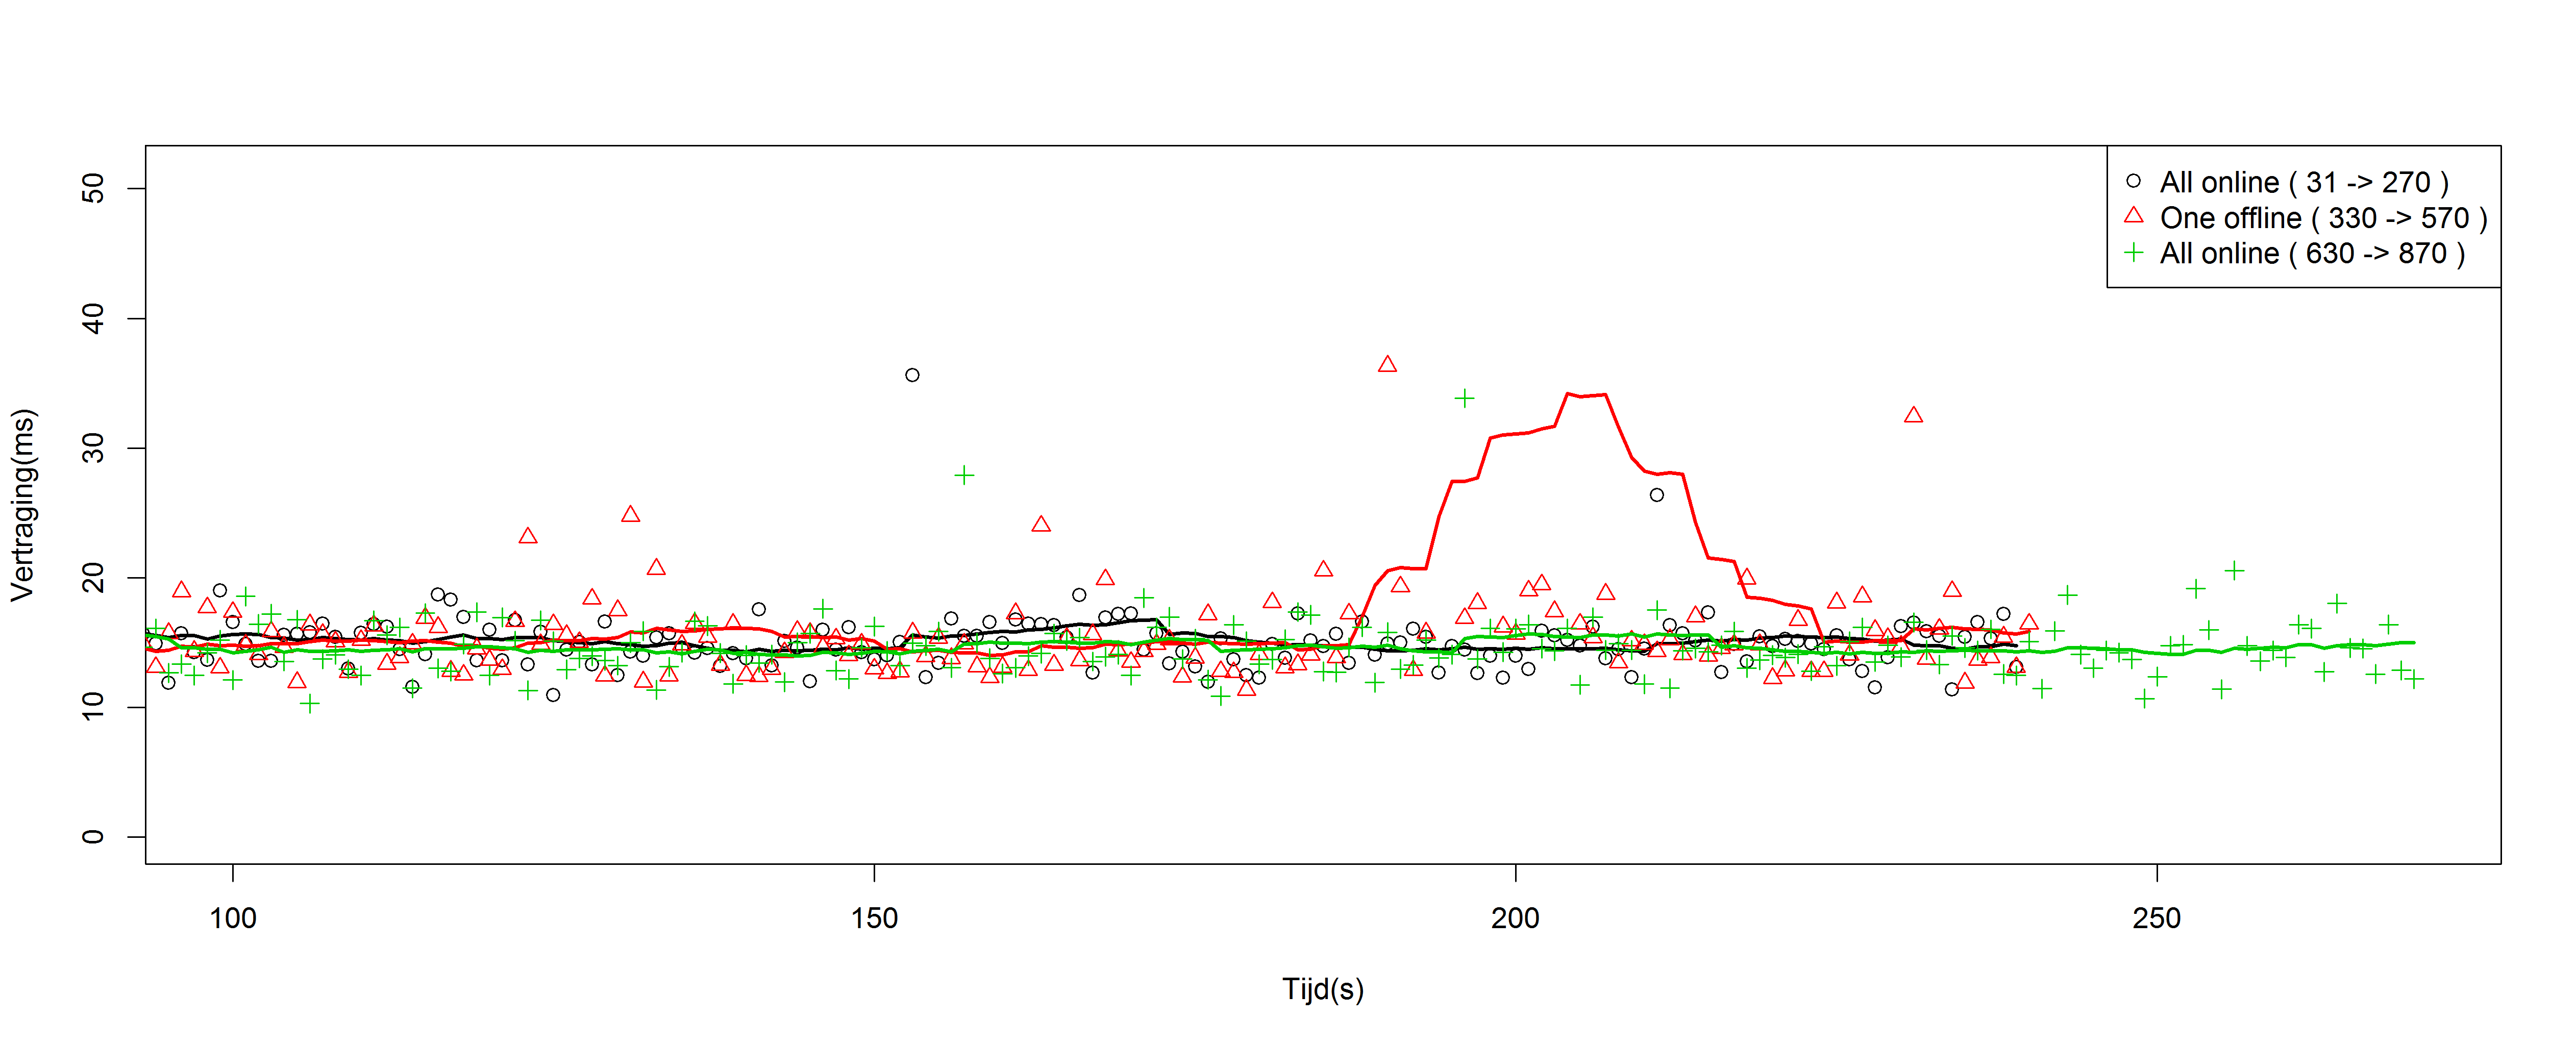 All online ( 31 -> 270 )
One offline ( 330 -> 570 )
All online ( 630 -> 870 )
Vertraging(ms)
50
40
30
20
10
0
100
150
200
250
Tijd(s)